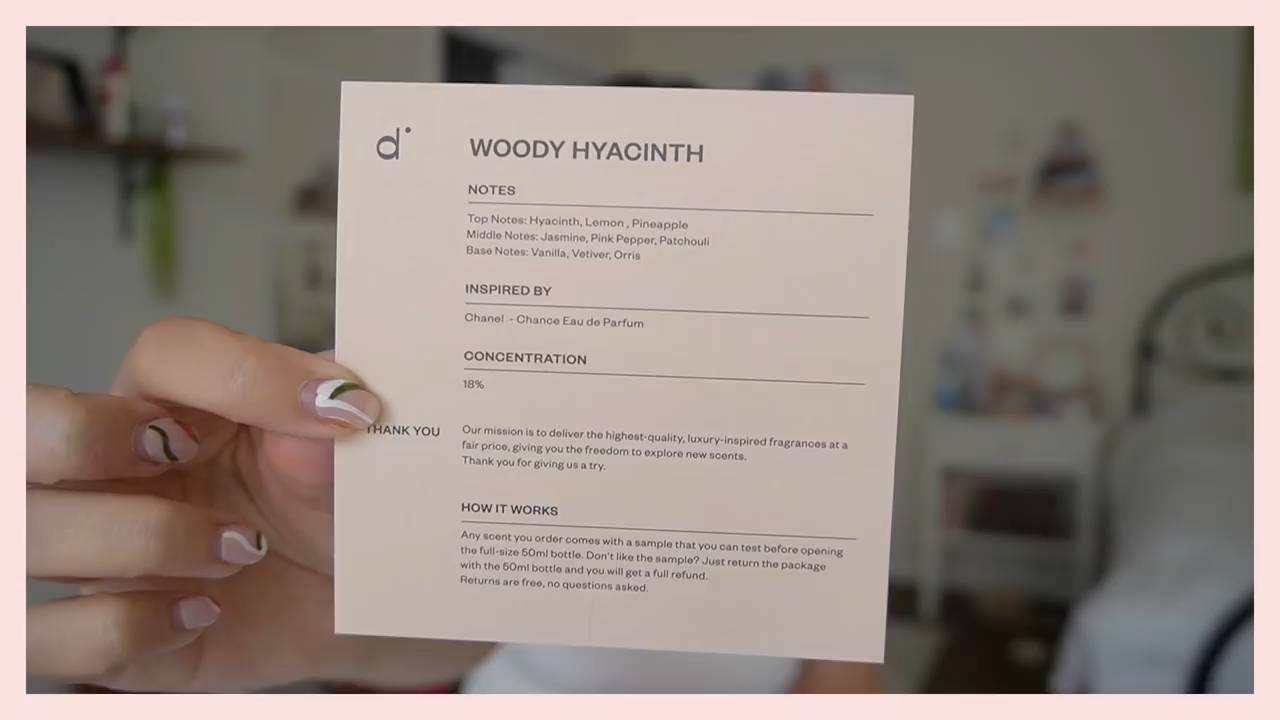 d·
WOODY HYACINTH
NOTES
Top Notes: Hyacinth, Lemon , Pineapple
Middle Notes: Jasmine, Pink Pepper, Patchouli
Base Notes: Vanilla, Vetiver, Orris
INSPIRED BY
Chanel - Chance Eau de Parfum
CONCENTRATION
18%
THANK YOU
Our mission is to deliver the highest-quality, luxury-inspired fragrances at a
fair price, giving you the freedom to explore new scents.
Thank you for giving us a try.
HOW IT WORKS
Any scent you order comes with a sample that you can test before opening
the full-size 50ml bottle. Don't like the sample? Just return the package
with the 50ml bottle and you will get a full refund.
Returns are free, no questions asked.